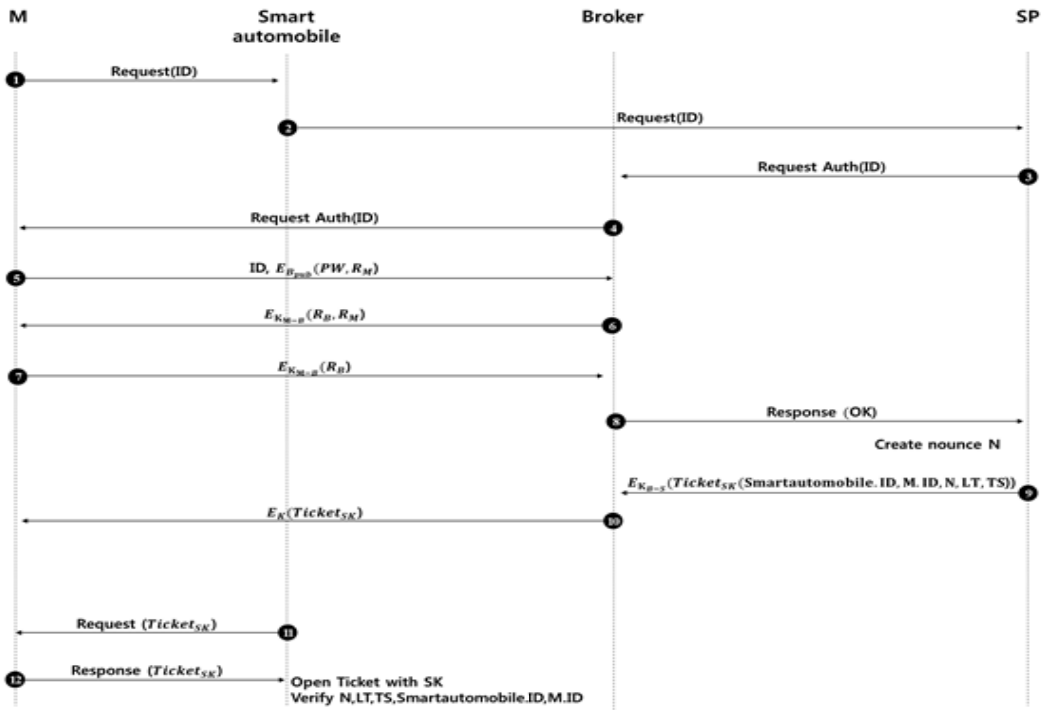 M
Smart
automobile
Broker
SP
1
Request(ID)
2
Request(ID)
Request Auth(ID)
3
Request Auth(ID)
4
5
ID, E_{B_{pub}}(PW, R_M)
E_{K_{M-B}}(R_B, R_M)
6
7
E_{K_{M-B}}(R_B)
8
Response (OK)
Create nounce N
E_{K_{B-S}}(Ticket_{SK}(Smartautomobile. ID, M. ID, N, LT, TS))
9
E_K(Ticket_{SK})
10
Request (Ticket_{SK})
11
12
Response (Ticket_{SK})
Open Ticket with SK
Verify N,LT,TS,Smartautomobile.ID,M.ID